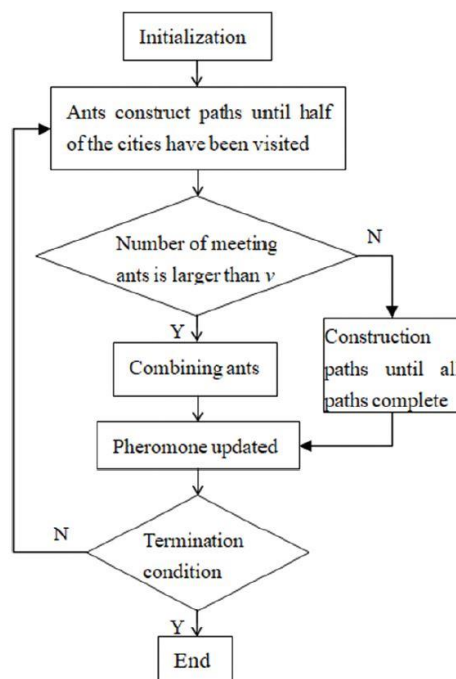 Initialization
Ants construct paths until half
of the cities have been visited
Number of meeting
ants is larger than v
N
Y
Construction
paths until all
paths complete
Combining ants
Pheromone updated
N
Termination
condition
Y
End